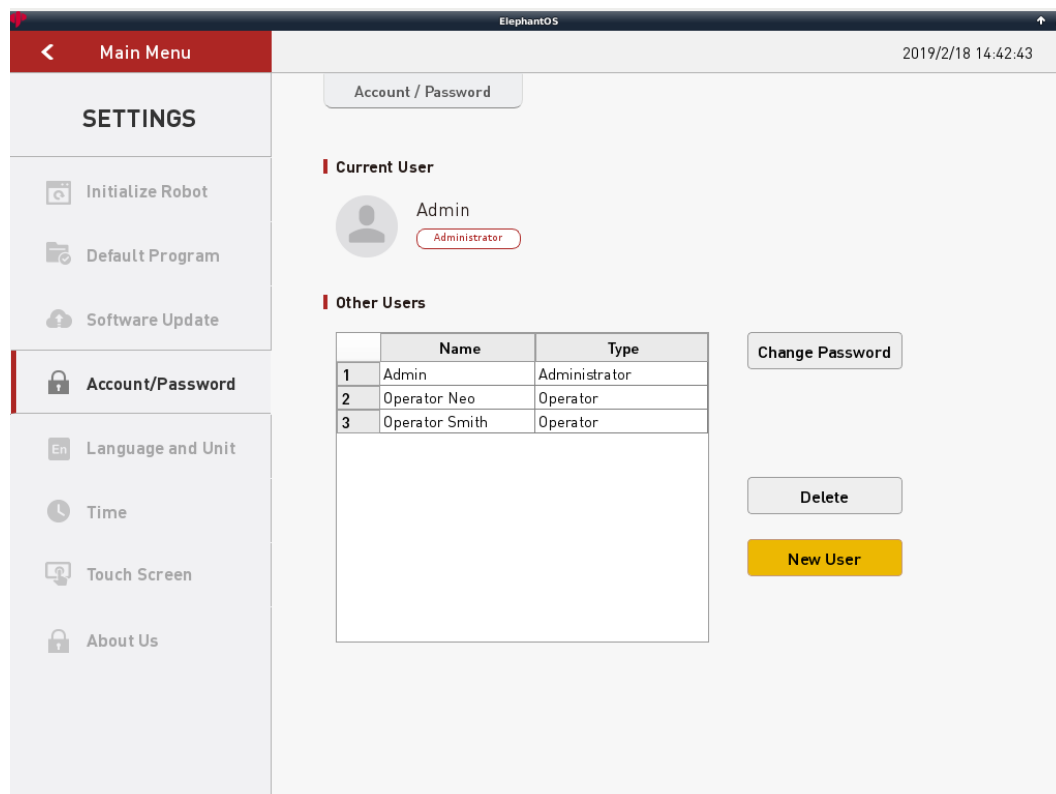 ElephantOS
Main Menu
2019/2/18 14:42:43
SETTINGS
Initialize Robot
Default Program
Software Update
Account/Password
En
Language and Unit
Time
Touch Screen
About Us
Account / Password
Current User
Admin
Administrator
Other Users
Name Type
1 Admin Administrator
2 Operator Neo Operator
3 Operator Smith Operator
Change Password
Delete
New User